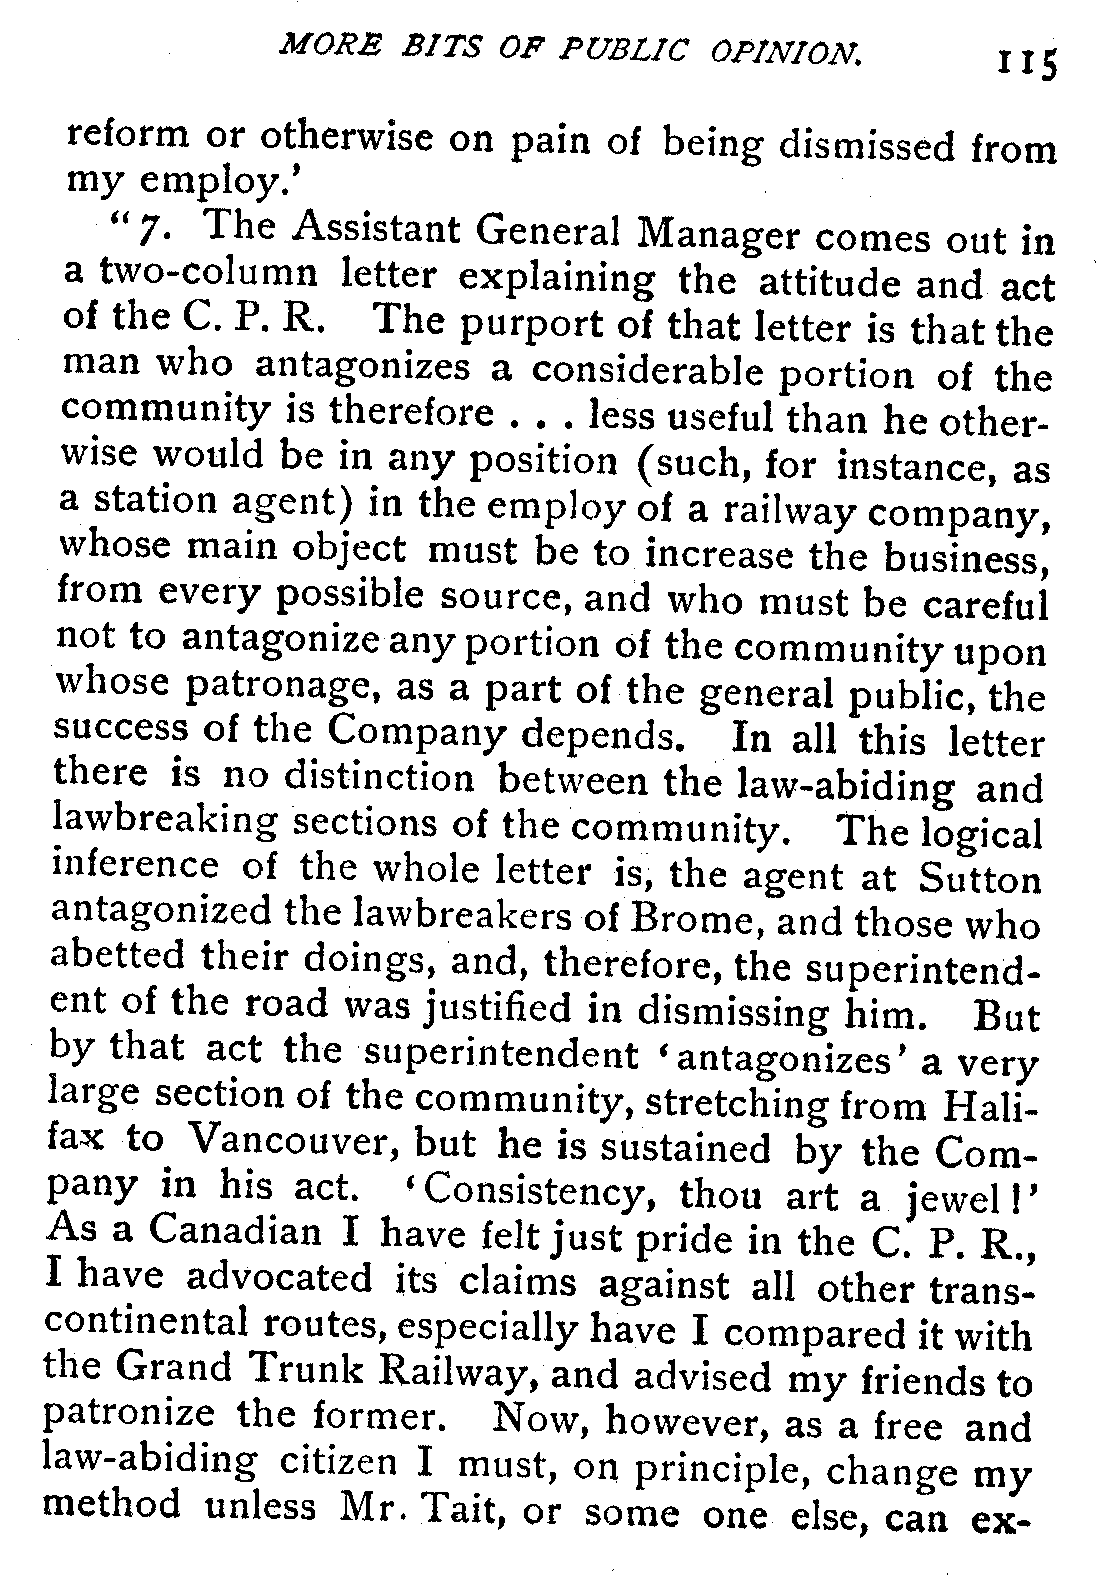 MORE BITS OF PUBLIC OPINION. 115
reform or otherwise on pain of being dismissed from
my employ.'
“7. The Assistant General Manager comes out in
a two-column letter explaining the attitude and act
of the C. P. R. The purport of that letter is that the
man who antagonizes a considerable portion of the
community is therefore . . . less useful than he other-
wise would be in any position (such, for instance, as
a station agent) in the employ of a railway company,
whose main object must be to increase the business,
from every possible source, and who must be careful
not to antagonize any portion of the community upon
whose patronage, as a part of the general public, the
success of the Company depends. In all this letter
there is no distinction between the law-abiding and
lawbreaking sections of the community. The logical
inference of the whole letter is, the agent at Sutton
antagonized the lawbreakers of Brome, and those who
abetted their doings, and, therefore, the superintend-
ent of the road was justified in dismissing him. But
by that act the superintendent ‘antagonizes’ a very
large section of the community, stretching from Hali-
fax to Vancouver, but he is sustained by the Com-
pany in his act. ‘Consistency, thou art a jewel!’
As a Canadian I have felt just pride in the C. P. R.,
I have advocated its claims against all other trans-
continental routes, especially have I compared it with
the Grand Trunk Railway, and advised my friends to
patronize the former. Now, however, as a free and
law-abiding citizen I must, on principle, change my
method unless Mr. Tait, or some one else, can ex-